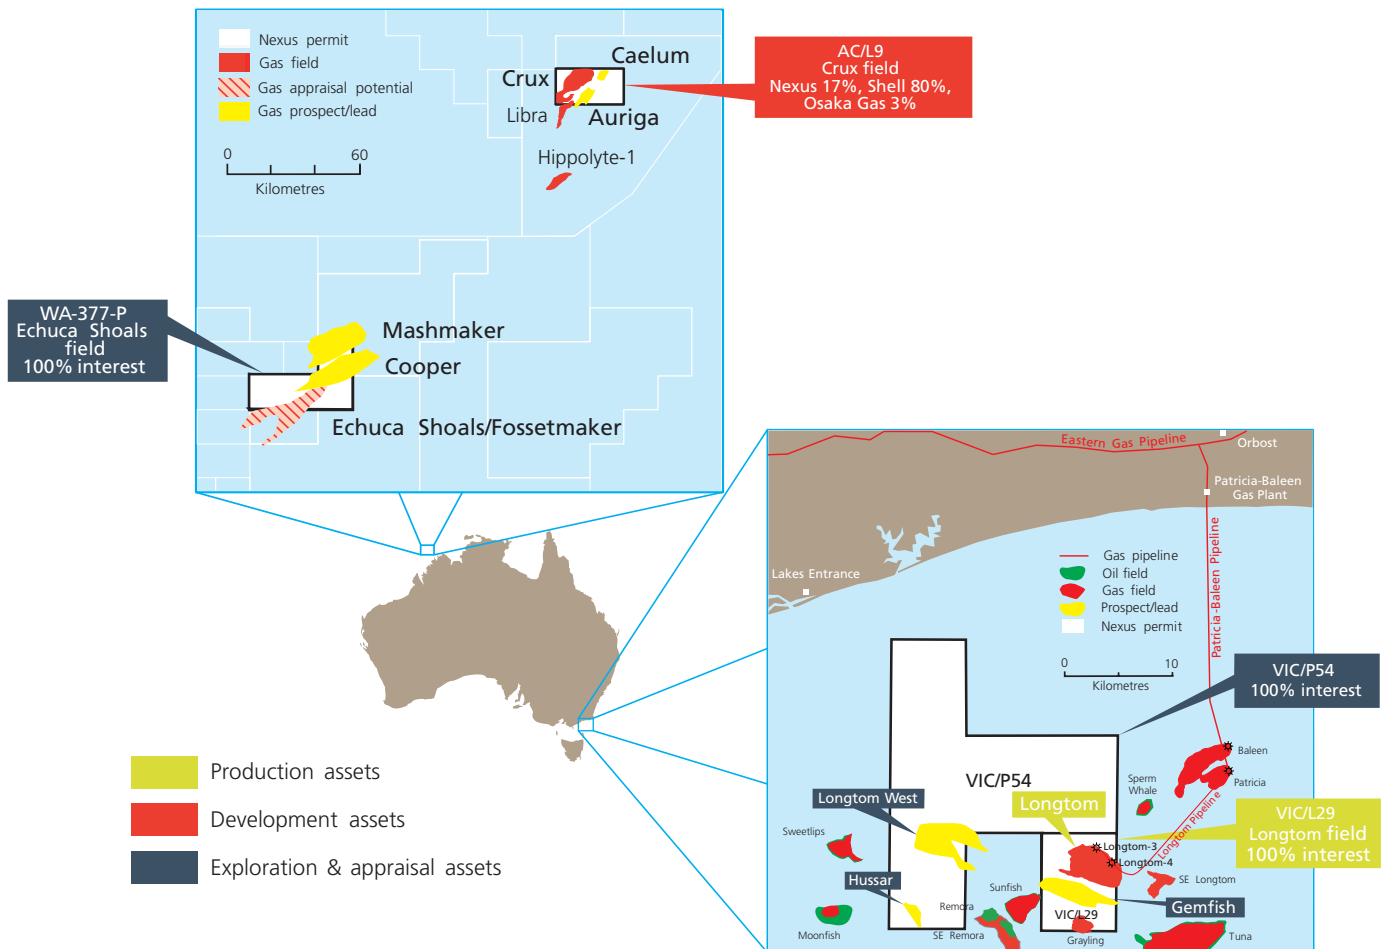 Nexus permit
Gas field
Gas appraisal potential
Gas prospect/lead
0 60
Kilometres
Caelum
Crux
Libra
Auriga
Hippolyte-1
AC/L9
Crux field
Nexus 17%, Shell 80%,
Osaka Gas 3%
WA-377-P
Echuca Shoals
field
100% interest
Mashmaker
Cooper
Echuca Shoals/Fossetmaker
Production assets
Development assets
Exploration & appraisal assets
Eastern Gas Pipeline
Orbost
Patricia-Baleen
Gas Plant
Patricia-Baleen Pipeline
Lakes Entrance
Gas pipeline
Oil field
Gas field
Prospect/lead
Nexus permit
0 10
Kilometres
VIC/P54
100% interest
VIC/P54
Baleen
Patricia
Sperm
Whale
Longtom Pipeline
Longtom West
Longtom
VIC/L29
Longtom field
100% interest
Sweetlips
Longtom-3
Longtom-4
SE Longtom
Hussar
Sunfish
Gemfish
Remora
VIC/L29
Moonfish
SE Remora
Grayling
Tuna